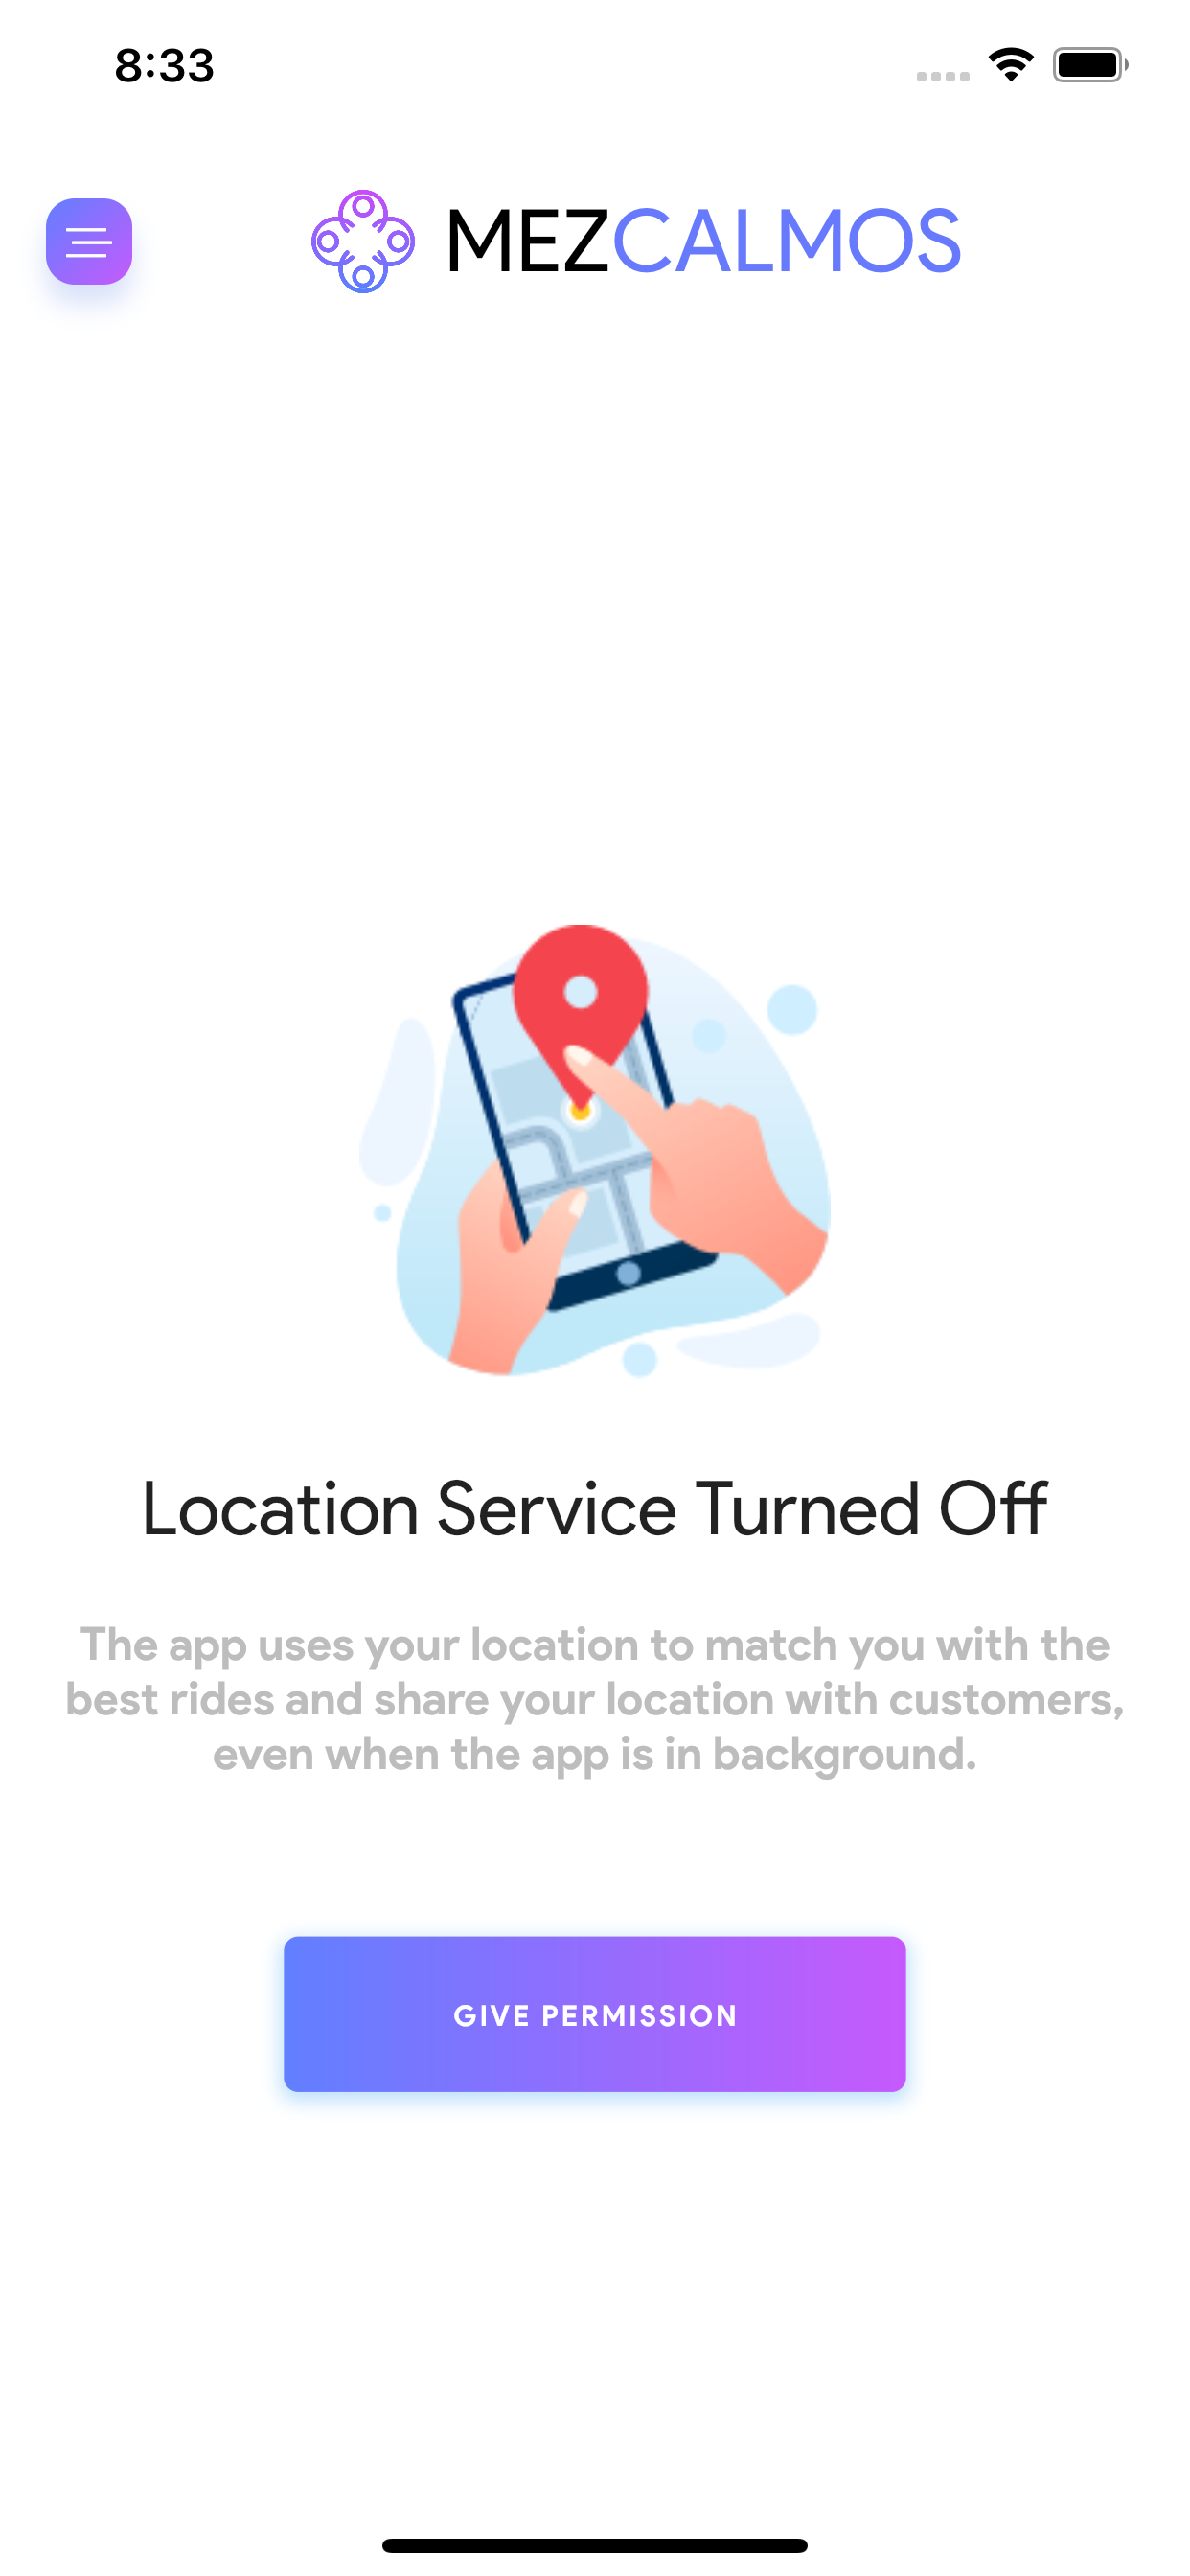 8:33
MEZCALMOS
Location Service Turned Off
The app uses your location to match you with the
best rides and share your location with customers,
even when the app is in background.
GIVE PERMISSION